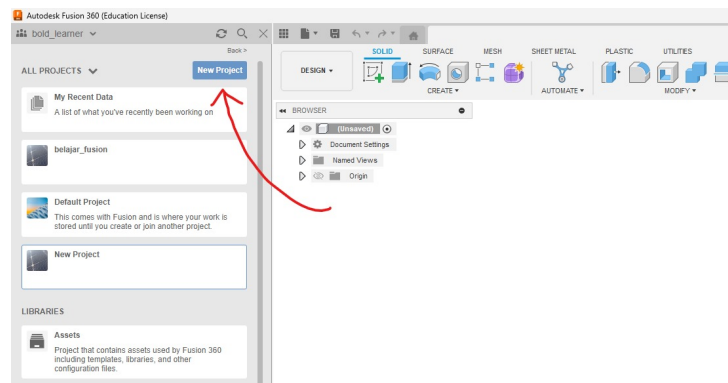 Autodesk Fusion 360 (Education License)
bold_learner
Back >
ALL PROJECTS
New Project
My Recent Data
A list of what you've recently been working on
belajar_fusion
Default Project
This comes with Fusion and is where your work is
stored until you create or join another project.
New Project
LIBRARIES
Assets
Project that contains assets used by Fusion 360
including templates, libraries, and other
configuration files.
SOLID SURFACE MESH SHEET METAL PLASTIC UTILITIES
DESIGN
CREATE AUTOMATE MODIFY
BROWSER
(Unsaved)
Document Settings
Named Views
Origin